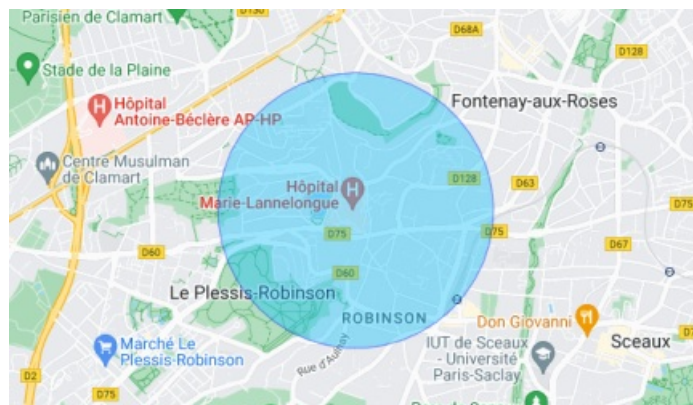 Parisien de Clamart
D130
D68A
D128
Stade de la Plaine
Hôpital
Antoine-Béclère AP-HP
Fontenay-aux-Roses
Centre Musulman
de Clamart
Hôpital
Marie-Lannelongue
D128
D63
D75
D75
D75
D67
D60
D60
Le Plessis-Robinson
ROBINSON
Don Giovanni
Sceaux
Marché Le
Plessis-Robinson
Rue d'Aulnay
IUT de Sceaux
- Université
Paris-Saclay
D2
D75